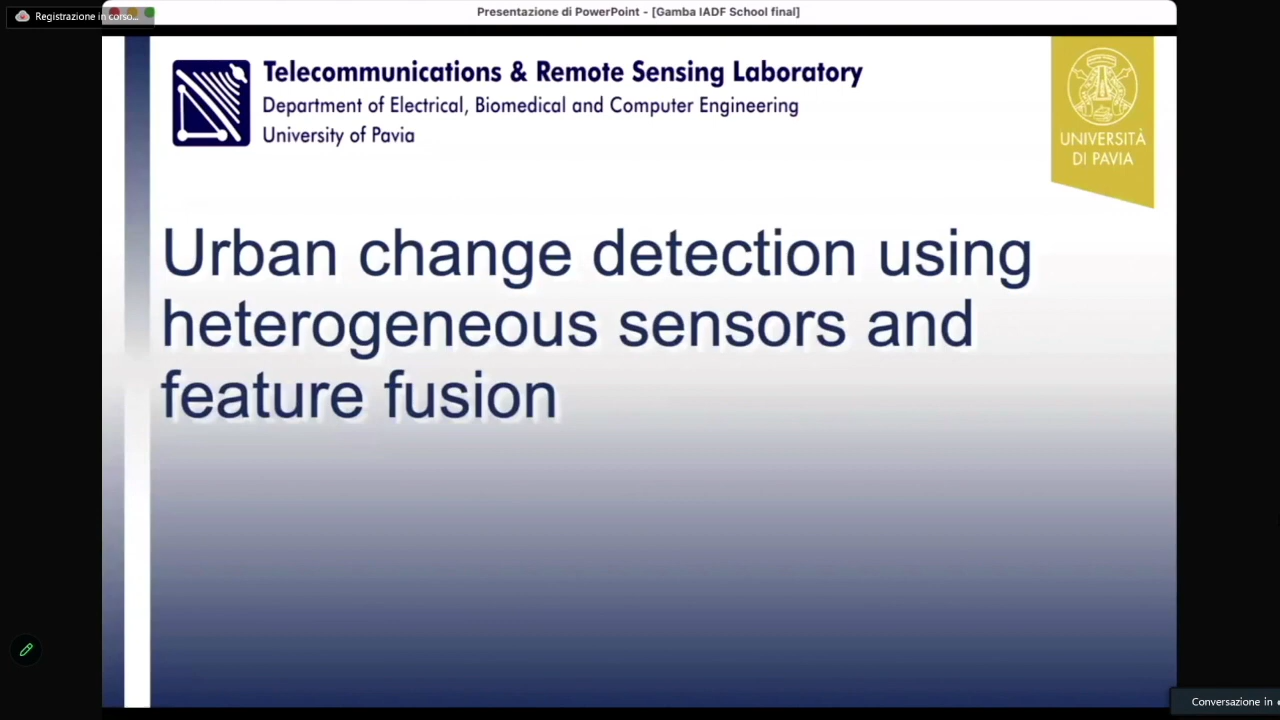 Registrazione in corso...
Presentazione di PowerPoint - [Gamba IADF School final]
Telecommunications & Remote Sensing Laboratory
Department of Electrical, Biomedical and Computer Engineering
University of Pavia
UNIVERSITÀ
DI PAVIA
Urban change detection using
heterogeneous sensors and
feature fusion
Conversazione in